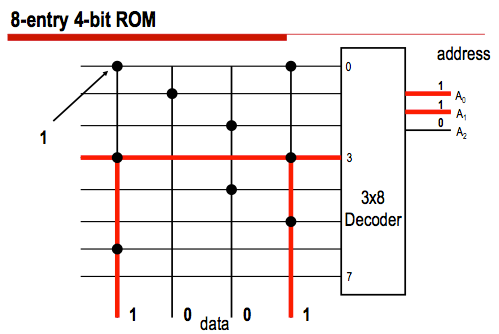 8-entry 4-bit ROM
address
0
1
A0
1
A1
0
A2
1
3
3x8
Decoder
7
1
0
data
0
1